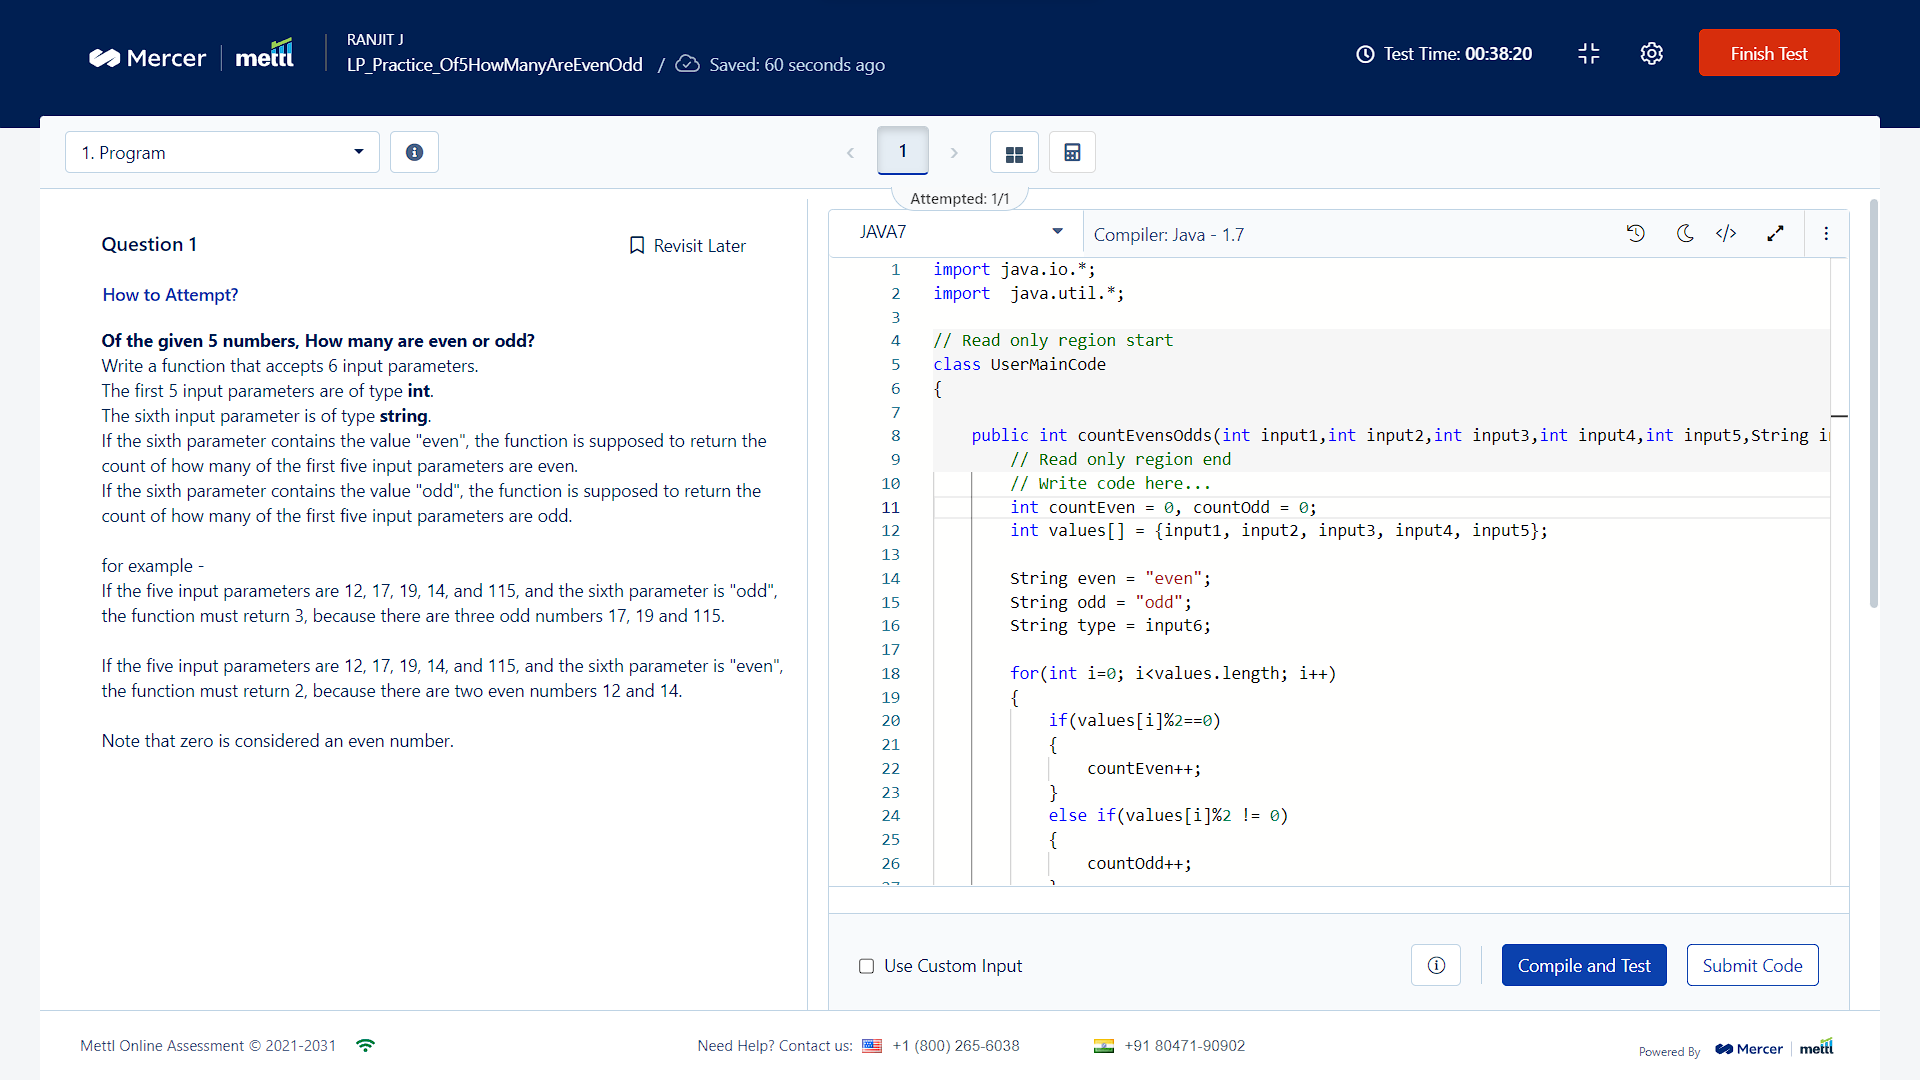 Mercer
mettl
RANJIT J
LP_Practice_Of5HowManyAreEvenOdd / Saved: 60 seconds ago
Test Time: 00:38:20
Finish Test
1. Program
1
Attempted: 1/1
Question 1
Revisit Later
How to Attempt?
Of the given 5 numbers, How many are even or odd?
Write a function that accepts 6 input parameters.
The first 5 input parameters are of type int.
The sixth input parameter is of type string.
If the sixth parameter contains the value "even", the function is supposed to return the
count of how many of the first five input parameters are even.
If the sixth parameter contains the value "odd", the function is supposed to return the
count of how many of the first five input parameters are odd.
for example -
If the five input parameters are 12, 17, 19, 14, and 115, and the sixth parameter is "odd",
the function must return 3, because there are three odd numbers 17, 19 and 115.
If the five input parameters are 12, 17, 19, 14, and 115, and the sixth parameter is "even",
the function must return 2, because there are two even numbers 12 and 14.
Note that zero is considered an even number.
JAVA7
Compiler: Java - 1.7
1 import java.io.*;
2 import  java.util.*;
3
4 // Read only region start
5 class UserMainCode
6 {
7
8 public int countEvensOdds(int input1,int input2,int input3,int input4,int input5,String
9 // Read only region end
10 // Write code here...
11 int countEven = 0, countOdd = 0;
12 int values[] = {input1, input2, input3, input4, input5};
13
14 String even = "even";
15 String odd = "odd";
16 String type = input6;
17
18 for(int i=0; i<values.length; i++)
19 {
20 if(values[i]%2==0)
21 {
22 countEven++;
23 }
24 else if(values[i]%2 != 0)
25 {
26 countOdd++;
Use Custom Input
Compile and Test
Submit Code
Mettl Online Assessment © 2021-2031
Need Help? Contact us: +1 (800) 265-6038
+91 80471-90902
Powered By Mercer mettl